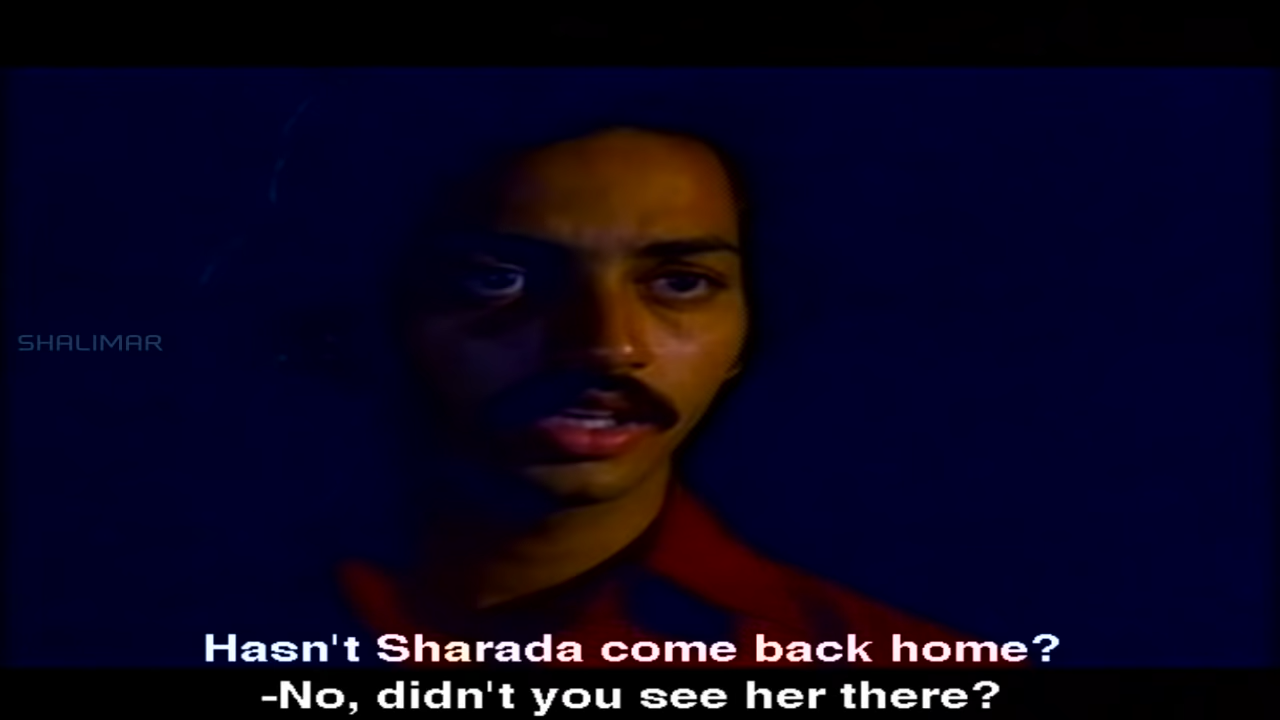 SHALIMAR
Hasn't Sharada come back home?
-No, didn't you see her there?